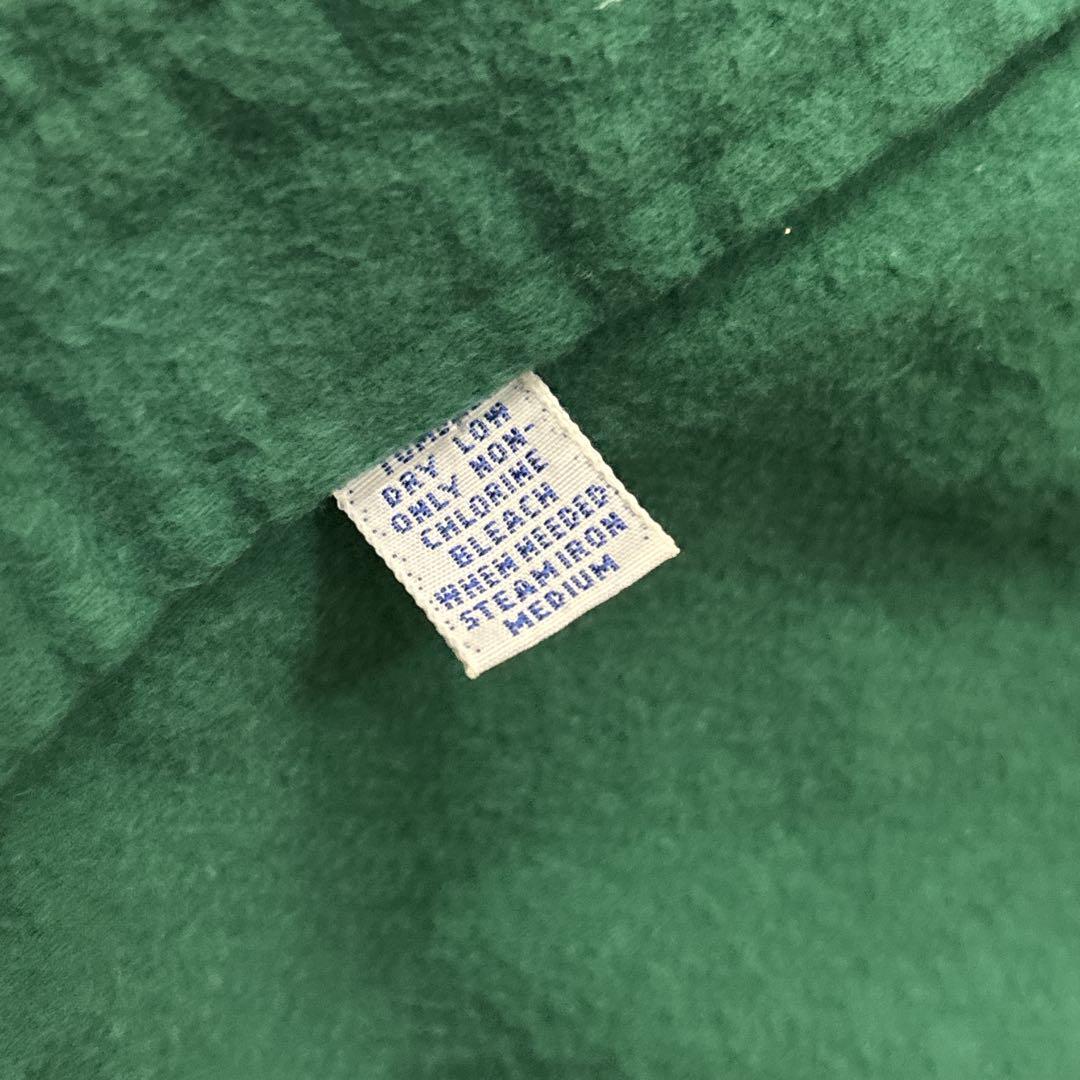 DRY LOW
ONLY NON-
CHLORINE
BLEACH
WHEN NEEDED
STEAM IRON
MEDIUM